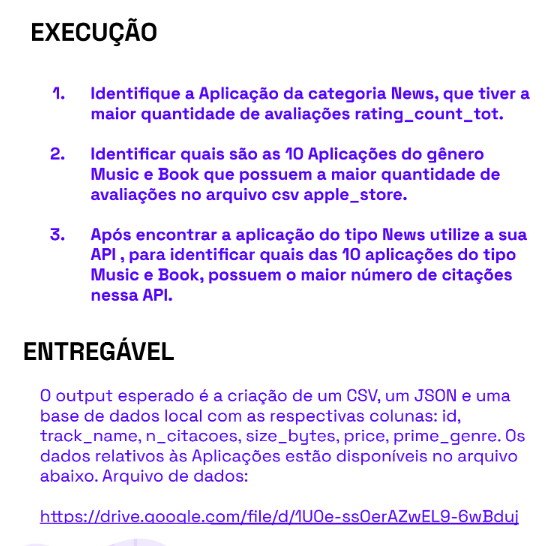 EXECUÇÃO
1. Identifique a Aplicação da categoria News, que tiver a
maior quantidade de avaliações rating_count_tot.
2. Identificar quais são as 10 Aplicações do gênero
Music e Book que possuem a maior quantidade de
avaliações no arquivo csv apple_store.
3. Após encontrar a aplicação do tipo News utilize a sua
API , para identificar quais das 10 aplicações do tipo
Music e Book, possuem o maior número de citações
nessa API.
ENTREGÁVEL
O output esperado é a criação de um CSV, um JSON e uma
base de dados local com as respectivas colunas: id,
track_name, n_citacoes, size_bytes, price, prime_genre. Os
dados relativos às Aplicações estão disponíveis no arquivo
abaixo. Arquivo de dados:
https://drive.google.com/file/d/1U0e-ssOerAZwEL9-6wBduj